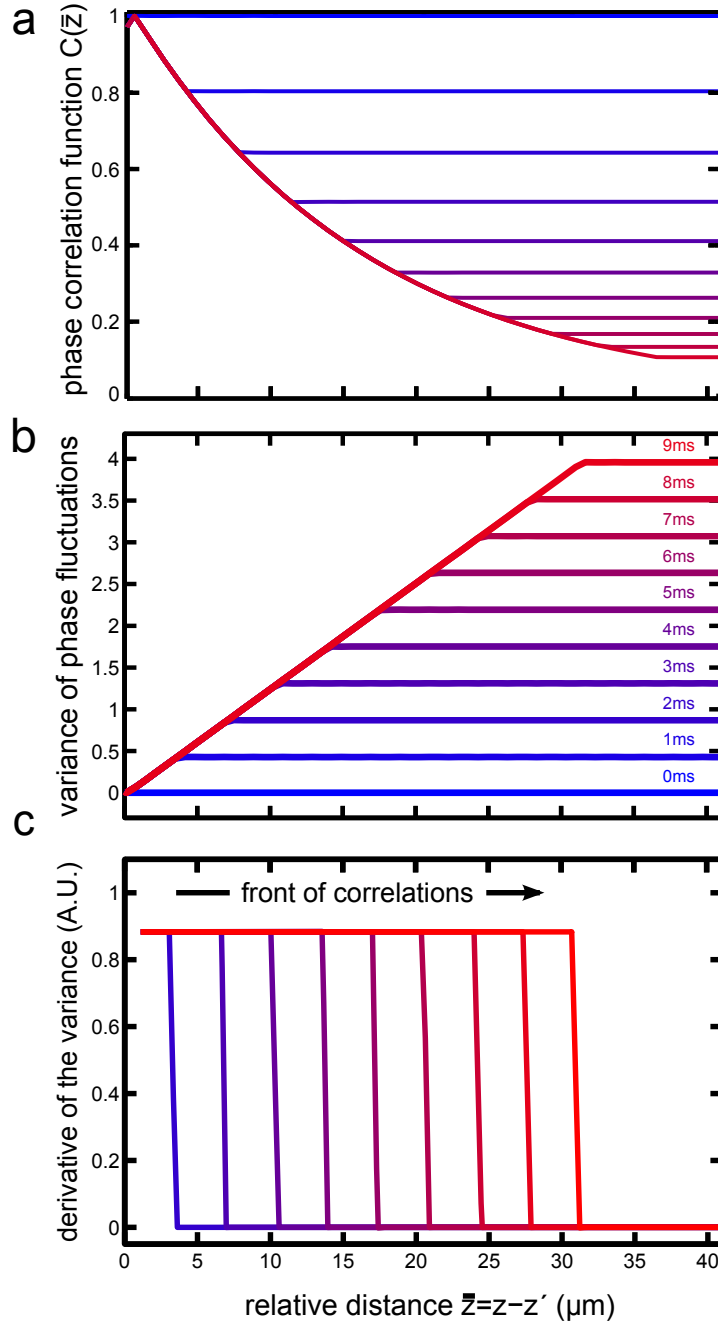 a
phase correlation function C(z̄)
1
0.8
0.6
0.4
0.2
0
b
variance of phase fluctuations
4
3.5
3
2.5
2
1.5
1
0.5
0
9ms
8ms
7ms
6ms
5ms
4ms
3ms
2ms
1ms
0ms
c
derivative of the variance (A.U.)
1
0.8
0.6
0.4
0.2
0
front of correlations
0 5 10 15 20 25 30 35 40
relative distance z̄=z−z´ (µm)